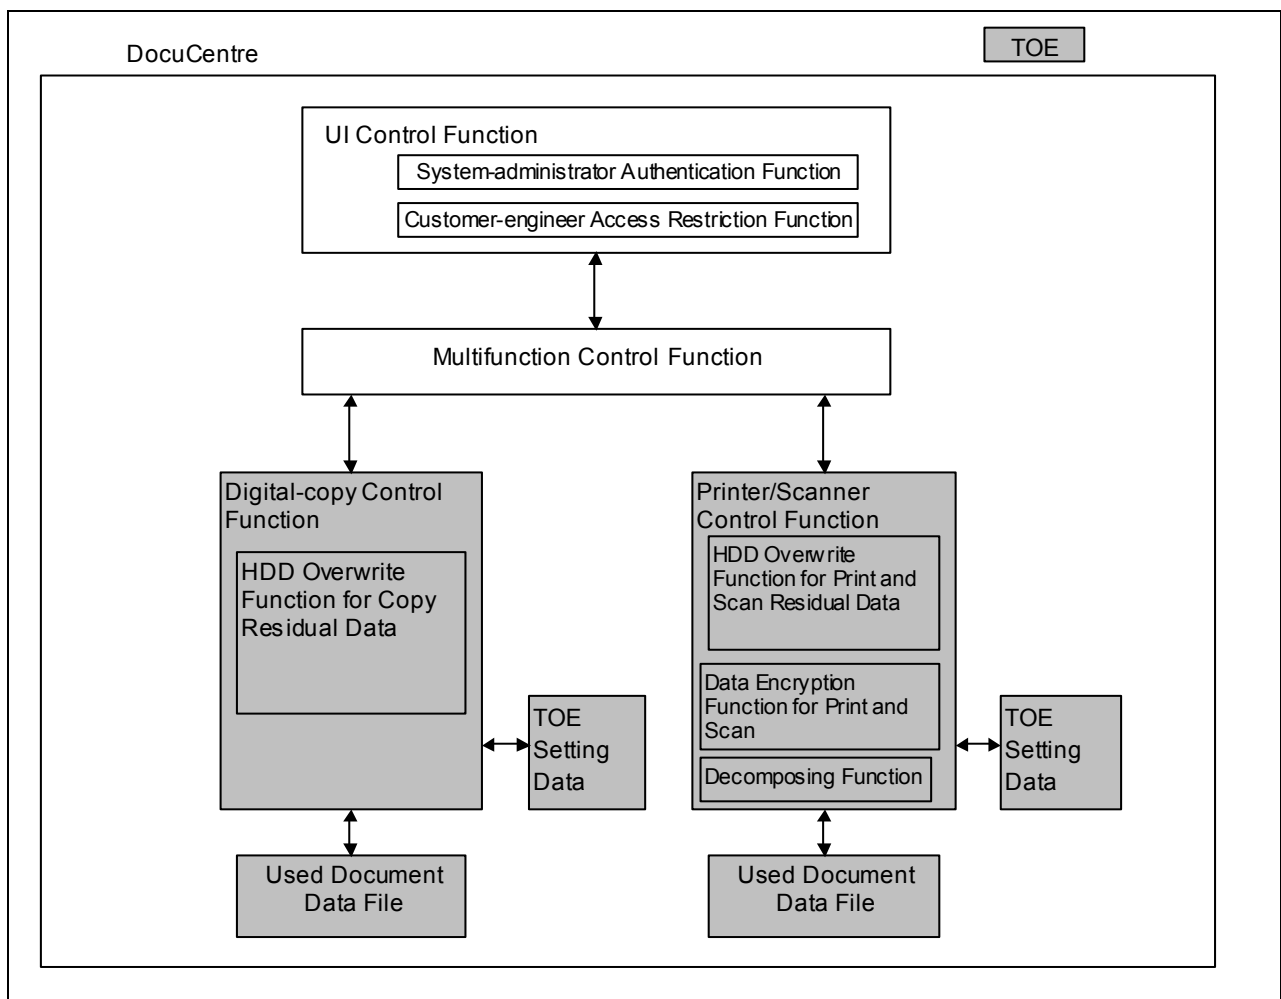 DocuCentre
TOE
UI Control Function
System-administrator Authentication Function
Customer-engineer Access Restriction Function
Multifunction Control Function
Digital-copy Control
Function
HDD Overwrite
Function for Copy
Residual Data
TOE
Setting
Data
Used Document
Data File
Printer/Scanner
Control Function
HDD Overwrite
Function for Print and
Scan Residual Data
Data Encryption
Function for Print and
Scan
Decomposing Function
TOE
Setting
Data
Used Document
Data File